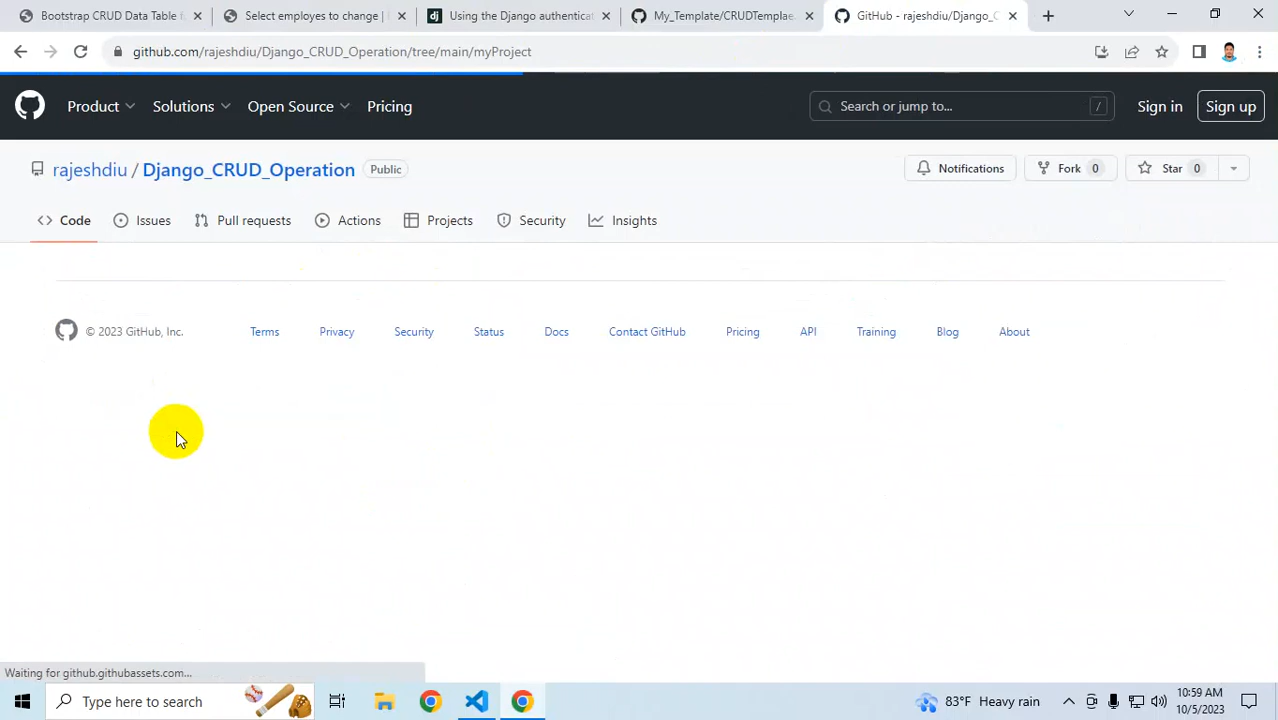 Bootstrap CRUD Data Table f
Select employes to change |
Using the Django authenticat
My_Template/CRUDTemplae
GitHub - rajeshdiu/Django_C
github.com/rajeshdiu/Django_CRUD_Operation/tree/main/myProject
Product
Solutions
Open Source
Pricing
Search or jump to...
/
Sign in
Sign up
rajeshdiu / Django_CRUD_Operation
Public
Notifications
Fork 0
Star 0
Code
Issues
Pull requests
Actions
Projects
Security
Insights
© 2023 GitHub, Inc.
Terms
Privacy
Security
Status
Docs
Contact GitHub
Pricing
API
Training
Blog
About
Waiting for github.githubassets.com...
Type here to search
83°F Heavy rain
10:59 AM
10/5/2023